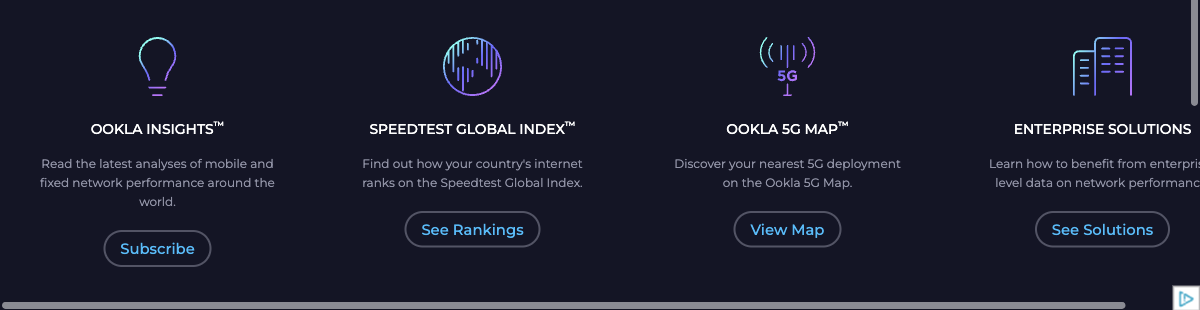 5G
OOKLA INSIGHTS™
Read the latest analyses of mobile and
fixed network performance around the
world.
Subscribe
SPEEDTEST GLOBAL INDEX™
Find out how your country's internet
ranks on the Speedtest Global Index.
See Rankings
OOKLA 5G MAP™
Discover your nearest 5G deployment
on the Ookla 5G Map.
View Map
ENTERPRISE SOLUTIONS
Learn how to benefit from enterpris
level data on network performanc
See Solutions